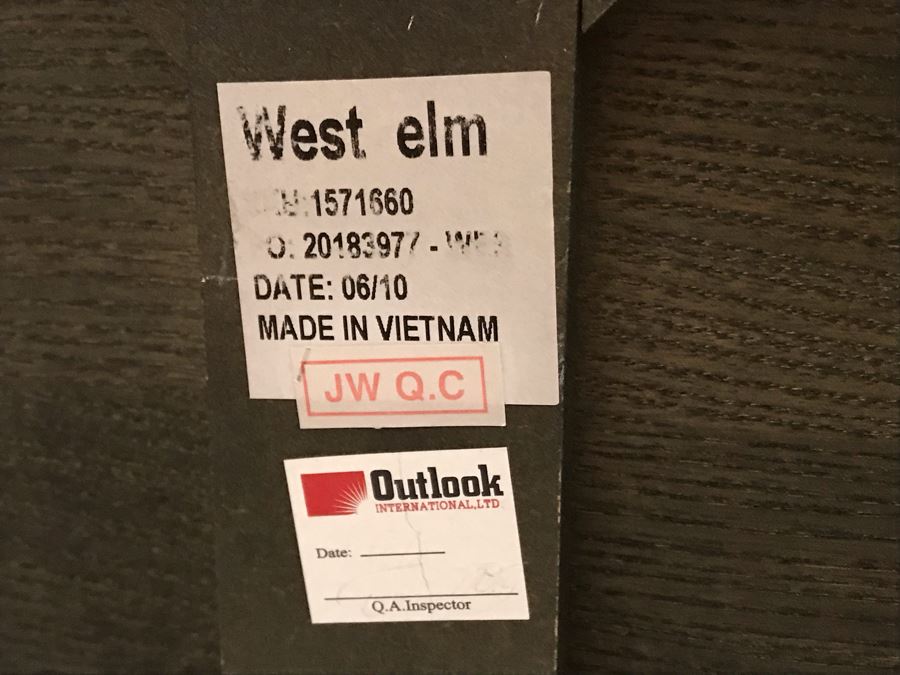 West elm
1571660
O: 20183977 -
DATE: 06/10
MADE IN VIETNAM
JW Q.C
Outlook
INTERNATIONAL,LTD
Date:
Q.A.Inspector